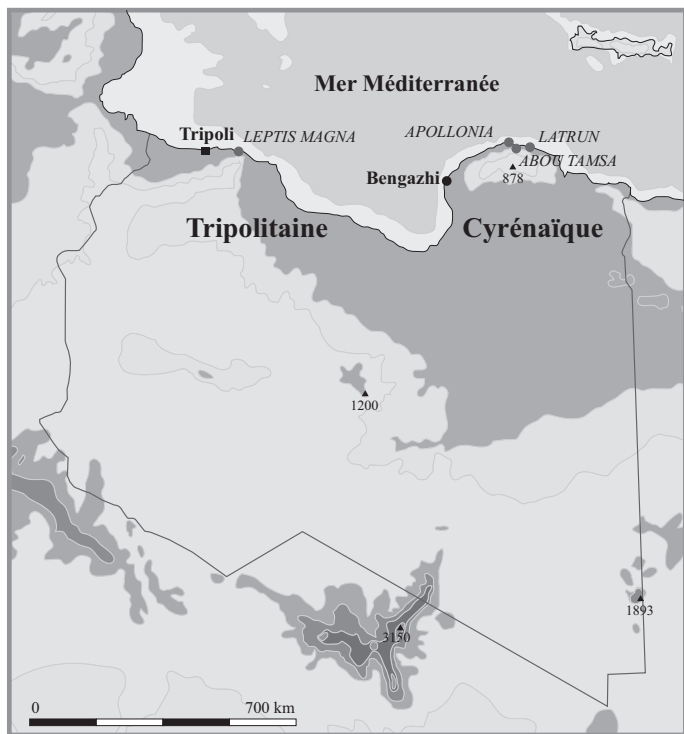 Mer Méditerranée
Tripoli
LEPTIS MAGNA
APOLLONIA
LATRUN
ABOU TAMSA
Bengazhi
878
Tripolitaine
Cyrénaïque
1200
1893
3150
0
700 km